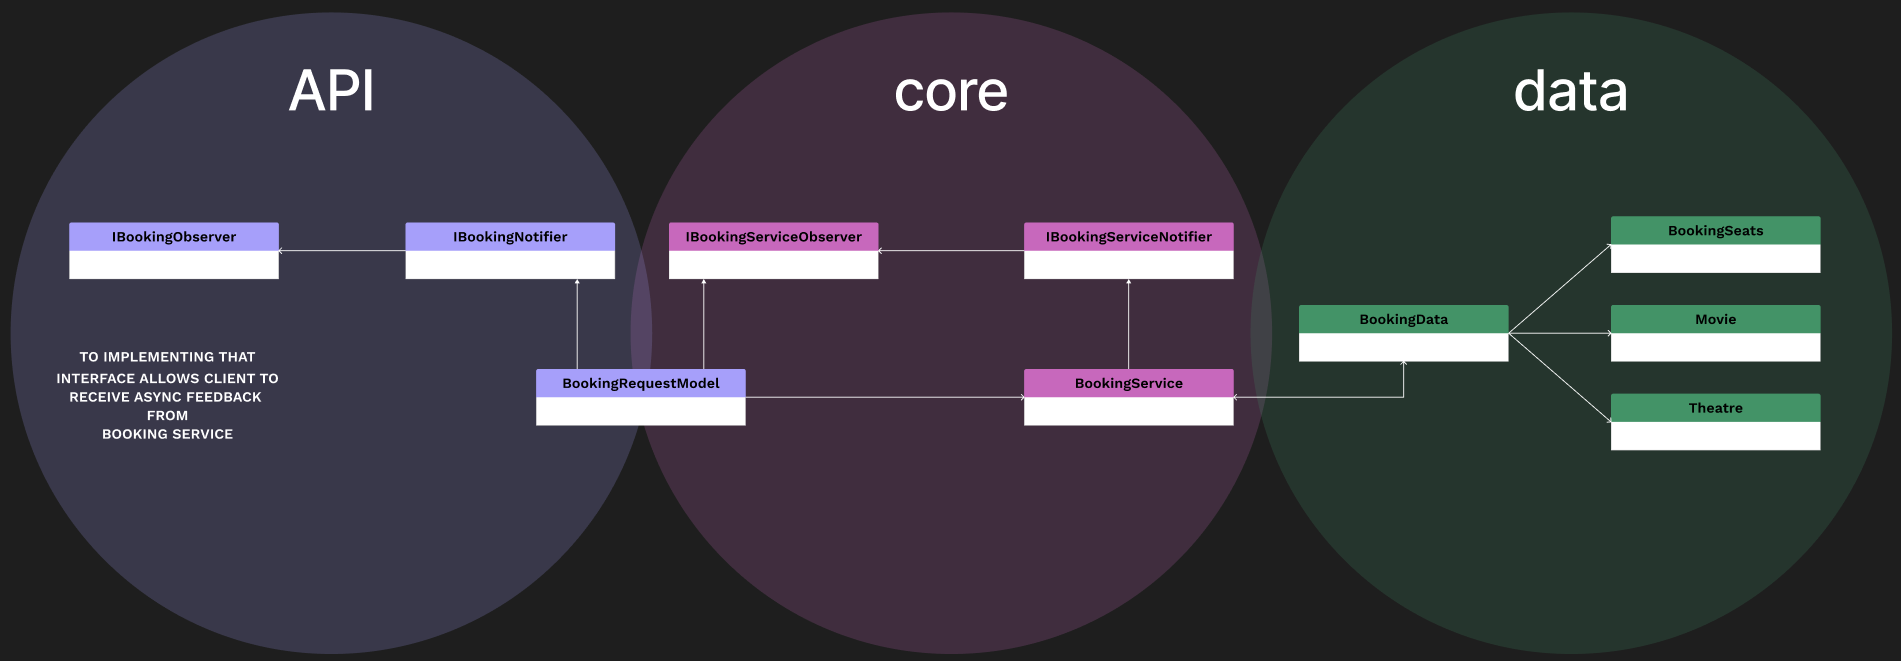 API
core
data
IBookingObserver
IBookingNotifier
IBookingServiceObserver
IBookingServiceNotifier
BookingSeats
BookingData
Movie
TO IMPLEMENTING THAT
INTERFACE ALLOWS CLIENT TO
RECEIVE ASYNC FEEDBACK
FROM
BOOKING SERVICE
BookingRequestModel
BookingService
Theatre